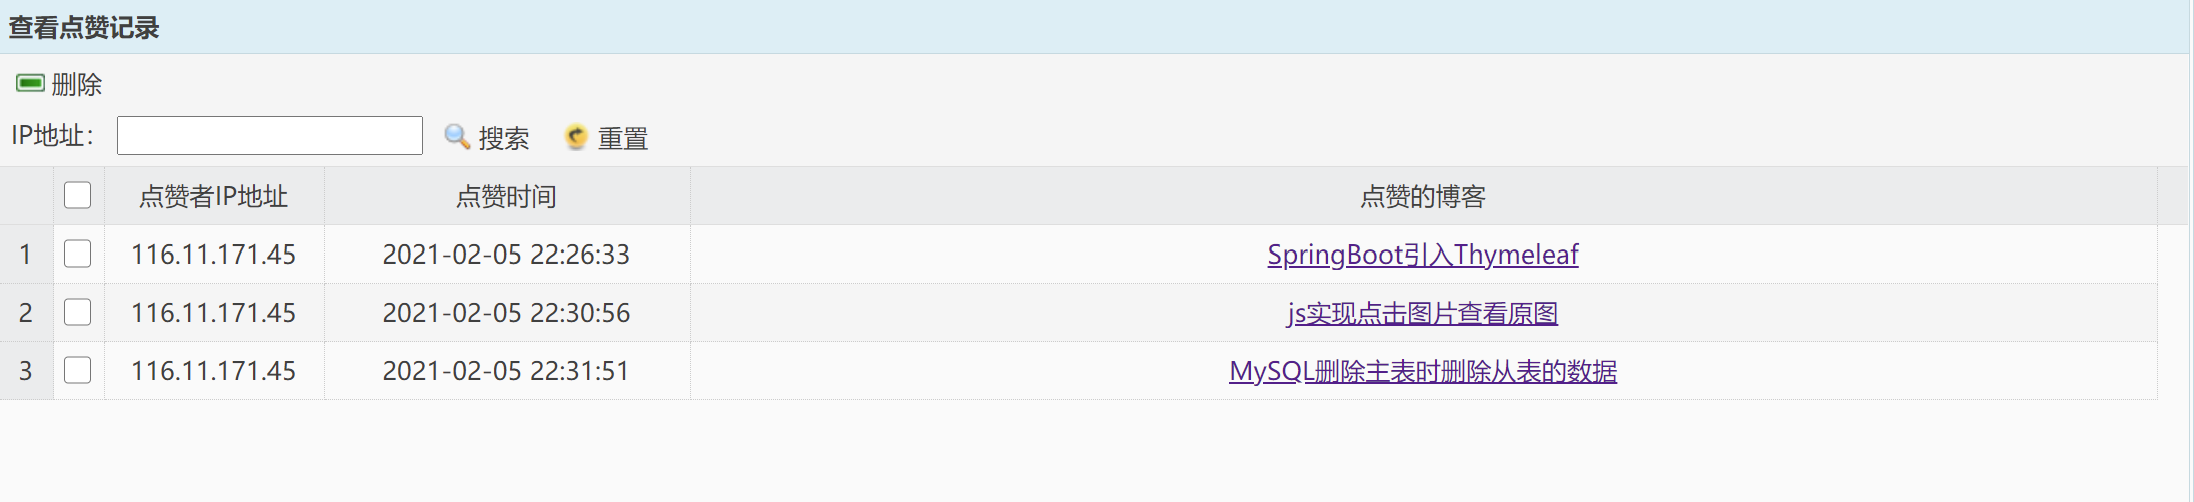 查看点赞记录
删除
IP地址： 搜索 重置
点赞者IP地址 点赞时间 点赞的博客
1 116.11.171.45 2021-02-05 22:26:33 SpringBoot引入Thymeleaf
2 116.11.171.45 2021-02-05 22:30:56 js实现点击图片查看原图
3 116.11.171.45 2021-02-05 22:31:51 MySQL删除主表时删除从表的数据